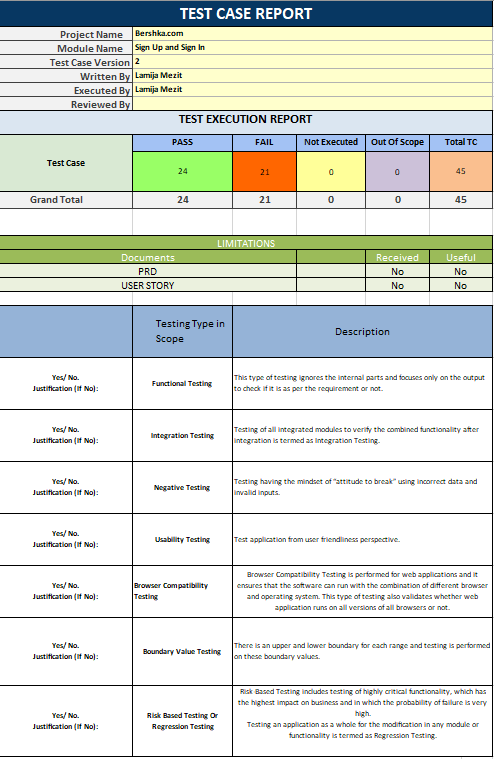 TEST CASE REPORT
Project Name Bershka.com
Module Name Sign Up and Sign In
Test Case Version 2
Written By Lamija Mezit
Executed By Lamija Mezit
Reviewed By
TEST EXECUTION REPORT
Test Case PASS FAIL Not Executed Out Of Scope Total TC
24 21 0 0 45
Grand Total 24 21 0 0 45
LIMITATIONS
Documents Received Useful
PRD No No
USER STORY No No
Testing Type in
Scope
Description
Yes/ No.
Justification (If No):
Functional Testing
This type of testing ignores the internal parts and focuses only on the output
to check if it is as per the requirement or not.
Yes/ No.
Justification (If No):
Integration Testing
Testing of all integrated modules to verify the combined functionality after
integration is termed as Integration Testing.
Yes/ No.
Justification (If No):
Negative Testing
Testing having the mindset of "attitude to break" using incorrect data and
invalid inputs.
Yes/ No.
Justification (If No):
Usability Testing
Test application from user friendliness perspective.
Yes/ No.
Justification (If No):
Browser Compatibility
Testing
Browser Compatibility Testing is performed for web applications and it
ensures that the software can run with the combination of different browser
and operating system. This type of testing also validates whether web
application runs on all versions of all browsers or not.
Yes/ No.
Justification (If No):
Boundary Value Testing
There is an upper and lower boundary for each range and testing is performed
on these boundary values.
Yes/ No.
Justification (If No):
Risk Based Testing Or
Regression Testing
Risk Based Testing includes testing of highly critical functionality, which has
the highest impact on business and in which the probability of failure is very
high.
Testing an application as a whole for the modification in any module or
functionality is termed as Regression Testing.